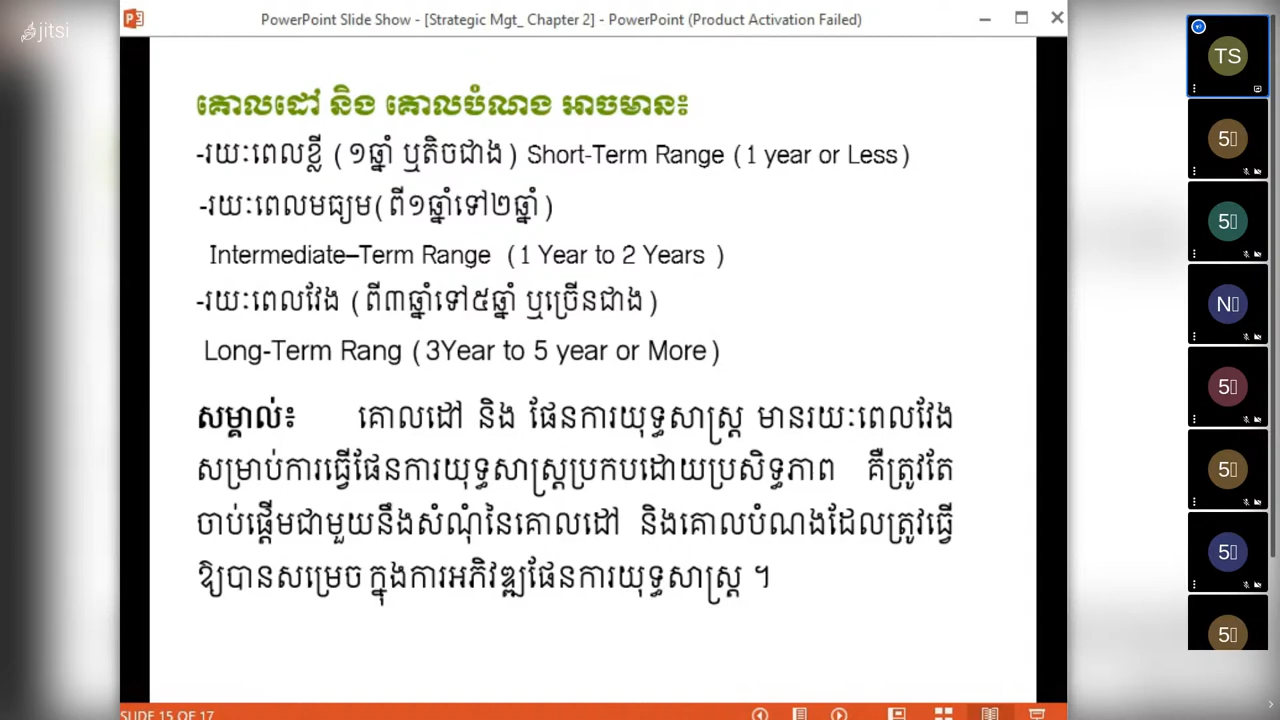 jitsi
PowerPoint Slide Show - [Strategic Mgt_ Chapter 2] - PowerPoint (Product Activation Failed)
គោលដៅ និង គោលបំណង អាចមាន៖
-រយៈពេលខ្លី (១ឆ្នាំ ឬតិចជាង) Short-Term Range (1 year or Less)
-រយៈពេលមធ្យម(ពី១ឆ្នាំទៅ២ឆ្នាំ)
Intermediate–Term Range (1 Year to 2 Years )
-រយៈពេលវែង (ពី៣ឆ្នាំទៅ៥ឆ្នាំ ឬច្រើនជាង)
Long-Term Rang (3Year to 5 year or More)
សម្គាល់៖ គោលដៅ និង ផែនការយុទ្ធសាស្ត្រ មានរយៈពេលវែង
សម្រាប់ការធ្វើផែនការយុទ្ធសាស្ត្រប្រកបដោយប្រសិទ្ធភាព គឺត្រូវតែ
ចាប់ផ្តើមជាមួយនឹងសំណុំនៃគោលដៅ និងគោលបំណងដែលត្រូវធ្វើ
ឱ្យបានសម្រេច ក្នុងការអភិវឌ្ឍផែនការយុទ្ធសាស្ត្រ ។
SLIDE 15 OF 17
TS
5
5
N
5
5
5
5